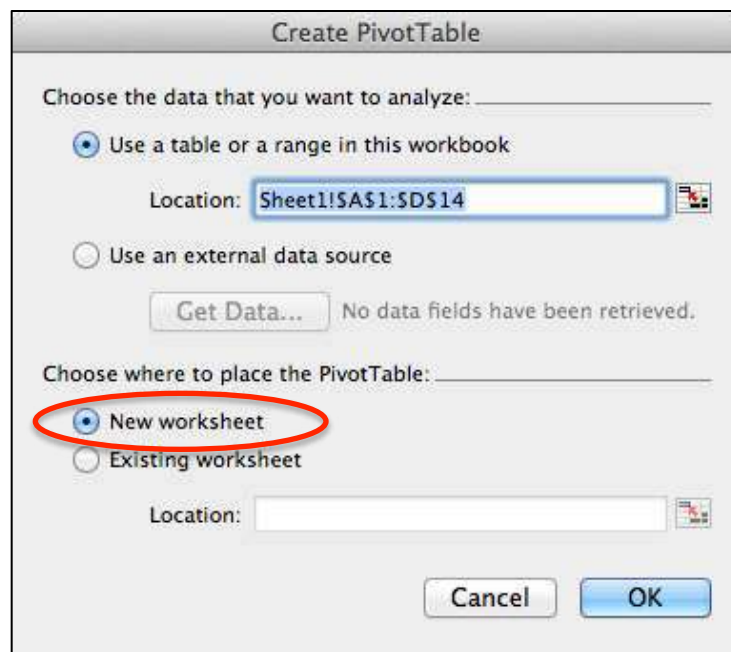 Create PivotTable
Choose the data that you want to analyze:
Use a table or a range in this workbook
Location: Sheet1!$A$1:$D$14
Use an external data source
Get Data... No data fields have been retrieved.
Choose where to place the PivotTable:
New worksheet
Existing worksheet
Location:
Cancel OK